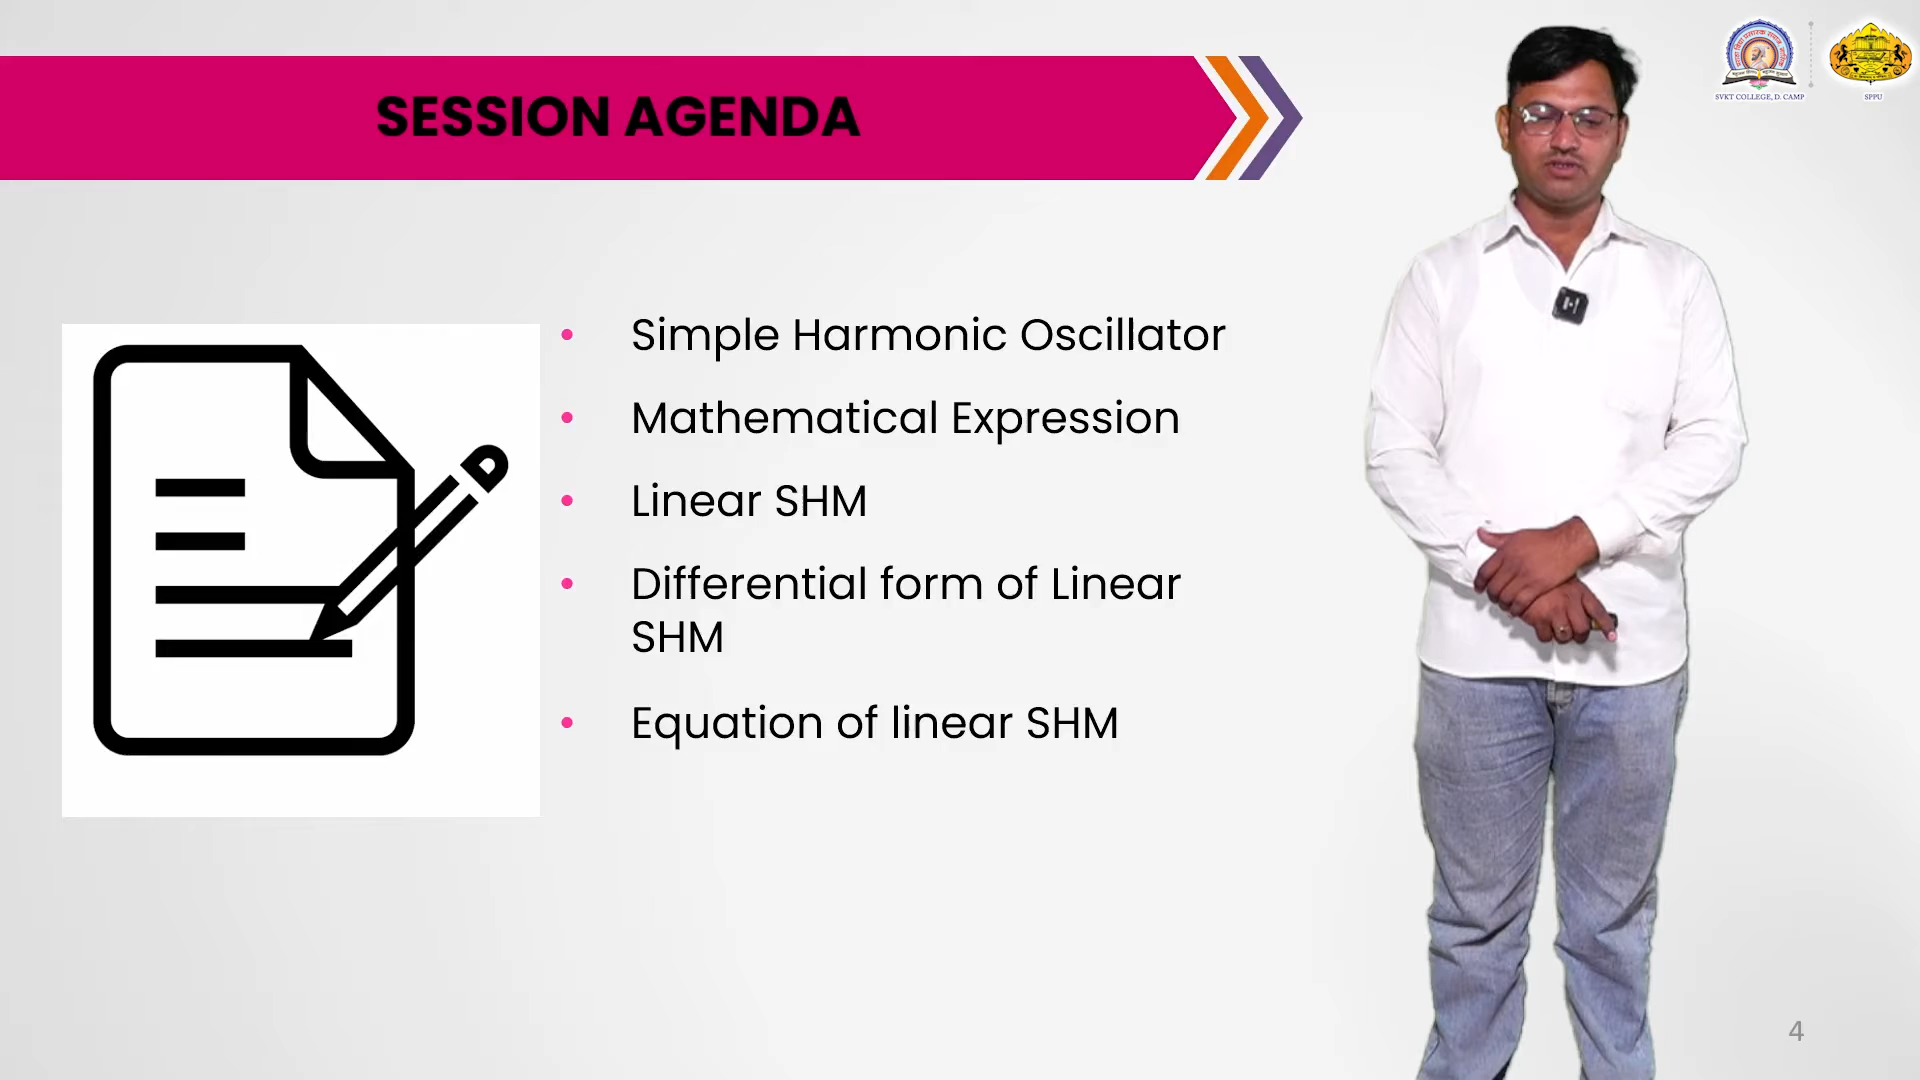 SESSION AGENDA
SVKT COLLEGE, D. CAMP
SPPU
• Simple Harmonic Oscillator
• Mathematical Expression
• Linear SHM
• Differential form of Linear
SHM
• Equation of linear SHM
4